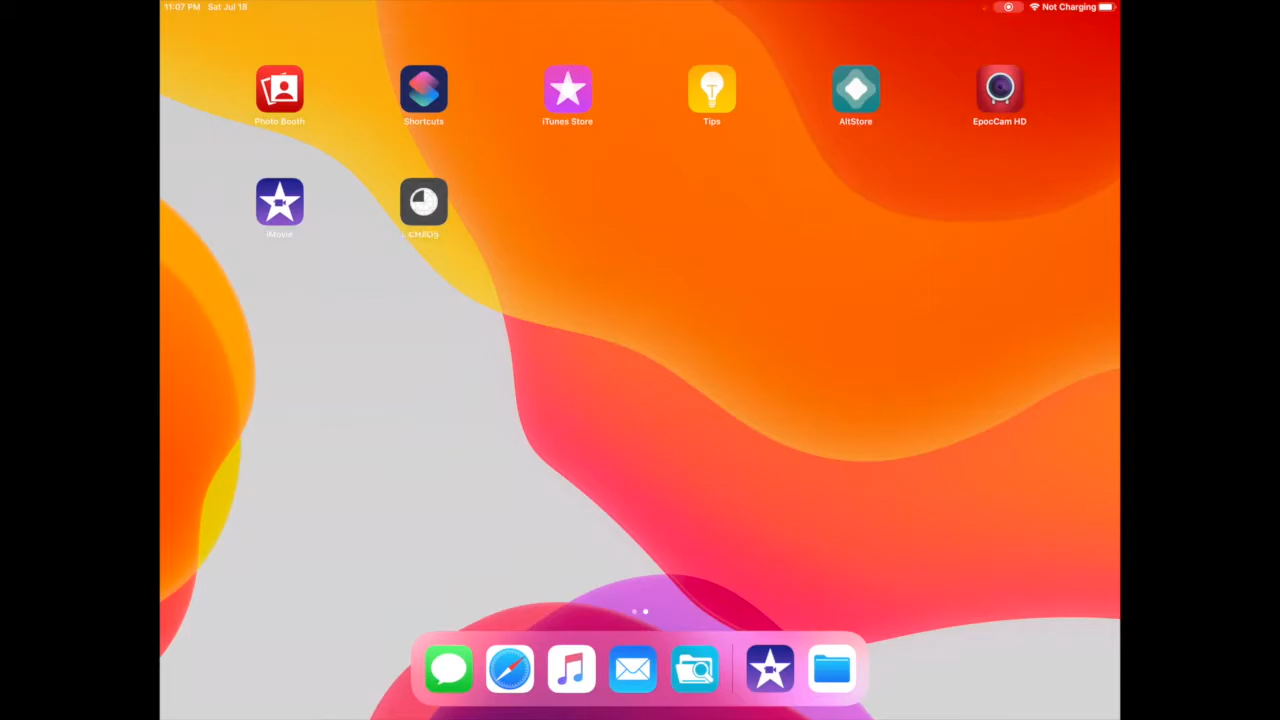 11:07 PM Sat Jul 18
Not Charging
Photo Booth
Shortcuts
iTunes Store
Tips
AltStore
EpocCam HD
iMovie